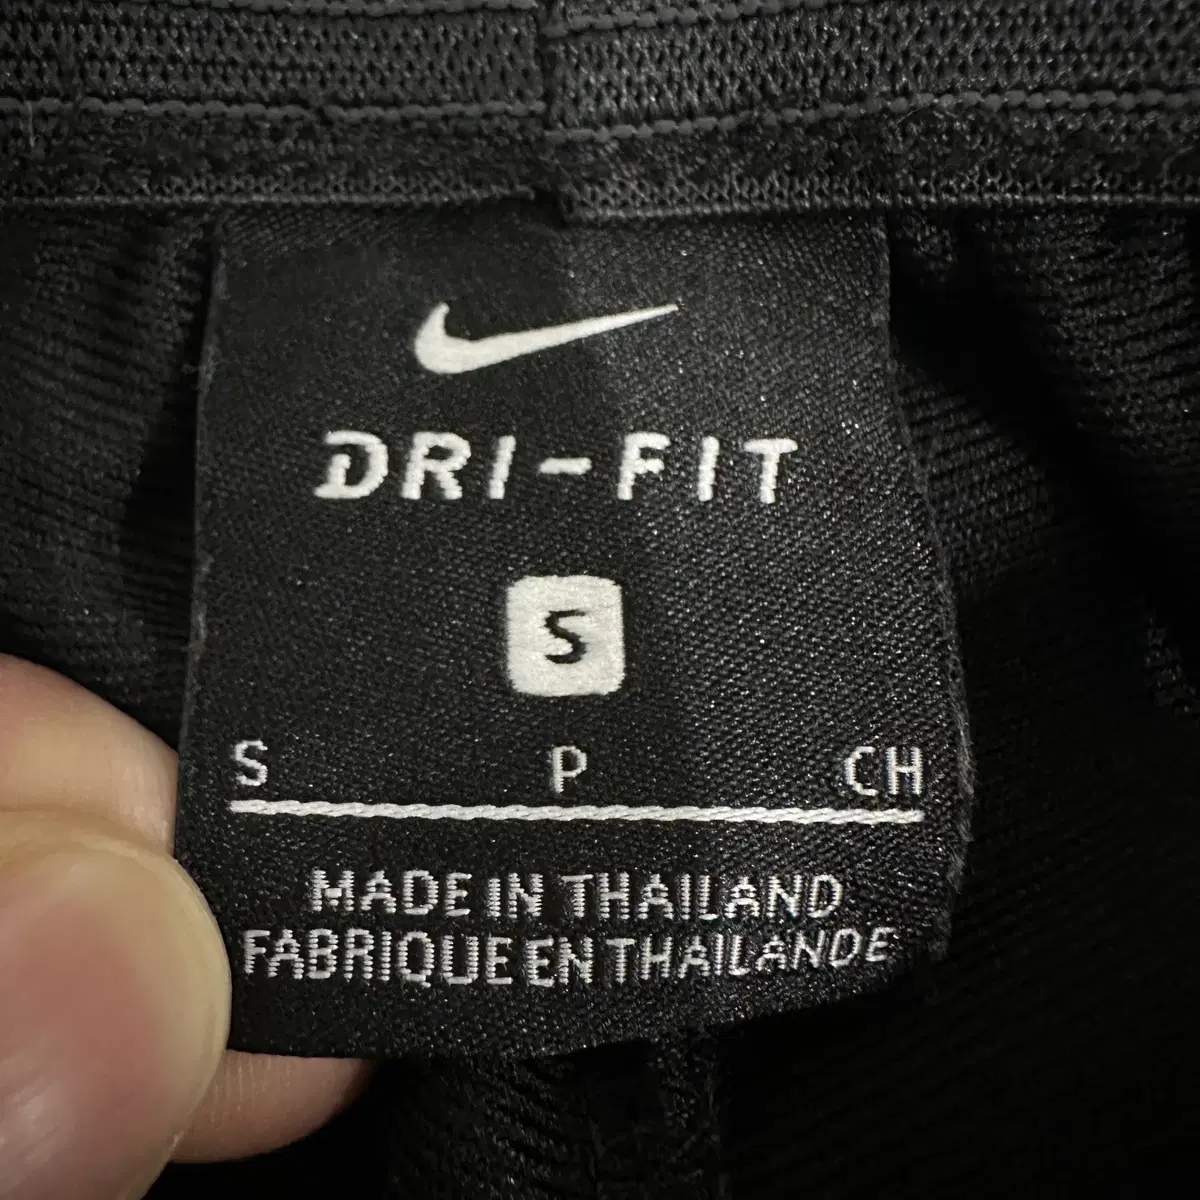 DRI-FIT
S
S P CH
MADE IN THAILAND
FABRIQUE EN THAILANDE